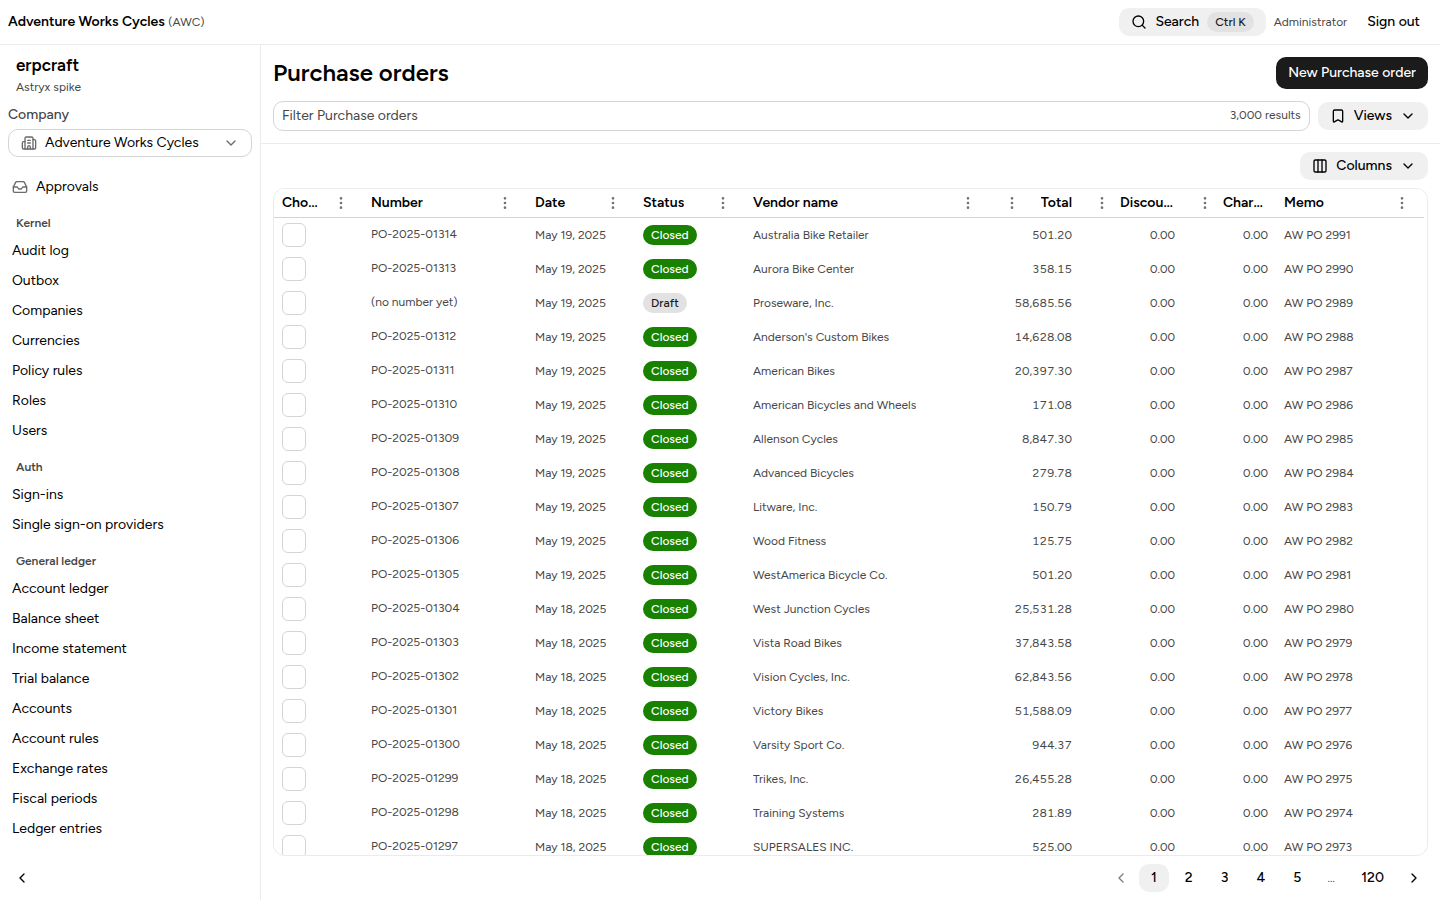 Adventure Works Cycles (AWC)
Search Ctrl K Administrator Sign out
erpcraft
Astryx spike
Company
Adventure Works Cycles
Approvals
Kernel
Audit log
Outbox
Companies
Currencies
Policy rules
Roles
Users
Auth
Sign-ins
Single sign-on providers
General ledger
Account ledger
Balance sheet
Income statement
Trial balance
Accounts
Account rules
Exchange rates
Fiscal periods
Ledger entries
Purchase orders
New Purchase order
Filter Purchase orders 3,000 results Views
Columns
Cho... Number Date Status Vendor name Total Discou... Char... Memo
PO-2025-01314 May 19, 2025 Closed Australia Bike Retailer 501.20 0.00 0.00 AW PO 2991
PO-2025-01313 May 19, 2025 Closed Aurora Bike Center 358.15 0.00 0.00 AW PO 2990
(no number yet) May 19, 2025 Draft Proseware, Inc. 58,685.56 0.00 0.00 AW PO 2989
PO-2025-01312 May 19, 2025 Closed Anderson's Custom Bikes 14,628.08 0.00 0.00 AW PO 2988
PO-2025-01311 May 19, 2025 Closed American Bikes 20,397.30 0.00 0.00 AW PO 2987
PO-2025-01310 May 19, 2025 Closed American Bicycles and Wheels 171.08 0.00 0.00 AW PO 2986
PO-2025-01309 May 19, 2025 Closed Allenson Cycles 8,847.30 0.00 0.00 AW PO 2985
PO-2025-01308 May 19, 2025 Closed Advanced Bicycles 279.78 0.00 0.00 AW PO 2984
PO-2025-01307 May 19, 2025 Closed Litware, Inc. 150.79 0.00 0.00 AW PO 2983
PO-2025-01306 May 19, 2025 Closed Wood Fitness 125.75 0.00 0.00 AW PO 2982
PO-2025-01305 May 19, 2025 Closed WestAmerica Bicycle Co. 501.20 0.00 0.00 AW PO 2981
PO-2025-01304 May 18, 2025 Closed West Junction Cycles 25,531.28 0.00 0.00 AW PO 2980
PO-2025-01303 May 18, 2025 Closed Vista Road Bikes 37,843.58 0.00 0.00 AW PO 2979
PO-2025-01302 May 18, 2025 Closed Vision Cycles, Inc. 62,843.56 0.00 0.00 AW PO 2978
PO-2025-01301 May 18, 2025 Closed Victory Bikes 51,588.09 0.00 0.00 AW PO 2977
PO-2025-01300 May 18, 2025 Closed Varsity Sport Co. 944.37 0.00 0.00 AW PO 2976
PO-2025-01299 May 18, 2025 Closed Trikes, Inc. 26,455.28 0.00 0.00 AW PO 2975
PO-2025-01298 May 18, 2025 Closed Training Systems 281.89 0.00 0.00 AW PO 2974
PO-2025-01297 May 18, 2025 Closed SUPERSALES INC. 525.00 0.00 0.00 AW PO 2973
1 2 3 4 5 ... 120